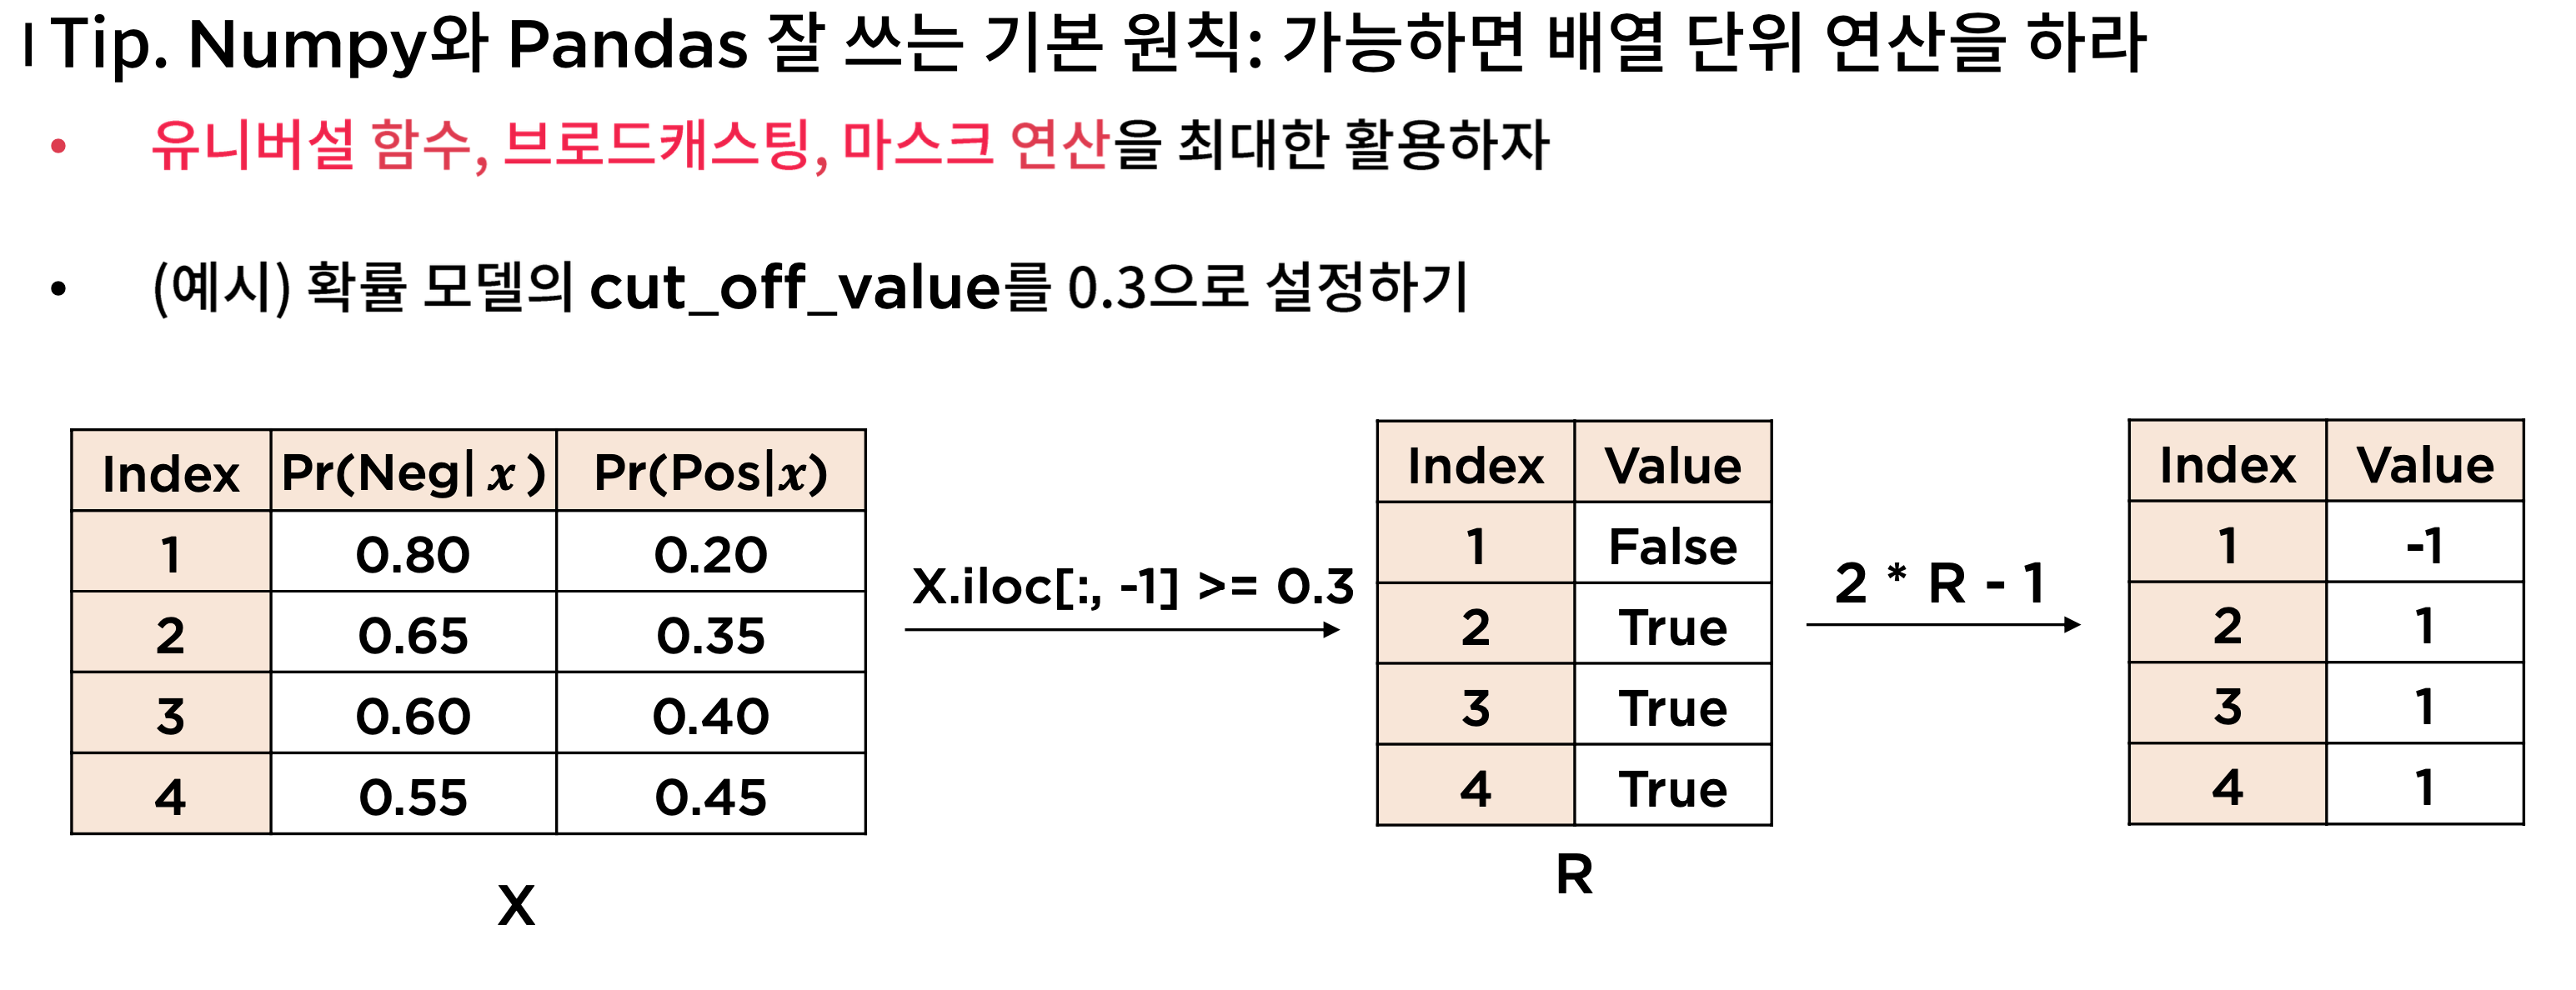 Tip. Numpy와 Pandas 잘 쓰는 기본 원칙: 가능하면 배열 단위 연산을 하라
• 유니버설 함수, 브로드캐스팅, 마스크 연산을 최대한 활용하자
• (예시) 확률 모델의 cut_off_value를 0.3으로 설정하기
Index Pr(Neg| x ) Pr(Pos|x)
1 0.80 0.20
2 0.65 0.35
3 0.60 0.40
4 0.55 0.45
X
X.iloc[:, -1] >= 0.3
Index Value
1 False
2 True
3 True
4 True
R
2 * R - 1
Index Value
1 -1
2 1
3 1
4 1